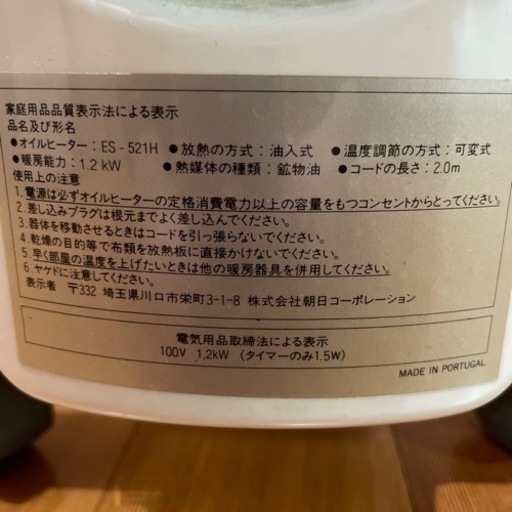 家庭用品品質表示法による表示
品名及び形名
●オイルヒーター：ES-521H ●放熱の方式：油入式 ●温度調節の方式：可変式
●暖房能力：1.2 kW ●熱媒体の種類：鉱物油 ●コードの長さ：2.0m
使用上の注意
1.電源は必ずオイルヒーターの定格消費電力以上の容量をもつコンセントからとってください。
2.差し込みプラグは根元までよく差し込んでください。
3.器体を移動させるときはコードを引っ張らないでください。
4.乾燥の目的等で布類を放熱板に直接かけないでください。
5.早く部屋の温度を上げたいときは他の暖房器具を併用してください。
6.ヤケドに注意してください。
表示者 〒332 埼玉県川口市栄町3-1-8 株式会社朝日コーポレーション
電気用品取締法による表示
100V 1.2kW （タイマーのみ1.5W）
MADE IN PORTUGAL